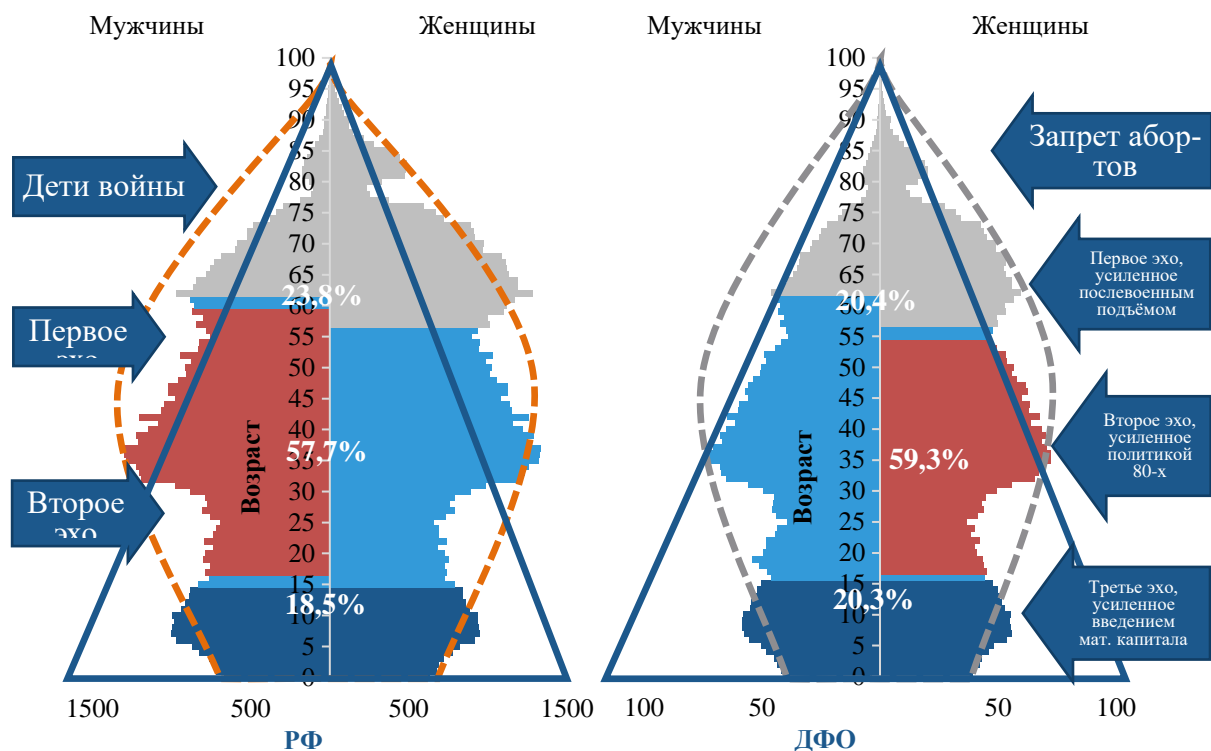 Мужчины
Женщины
Мужчины
Женщины
100
95
90
85
80
75
70
65
60
55
50
45
40
35
30
25
20
15
10
5
0
100
95
90
85
80
75
70
65
60
55
50
45
40
35
30
25
20
15
10
5
0
Дети войны
Первое
эхо
Второе
эхо
23,8%
57,7%
18,5%
Возраст
20,4%
59,3%
20,3%
Возраст
Запрет абор-
тов
Первое эхо,
усиленное
послевоенным
подъёмом
Второе эхо,
усиленное
политикой
80-х
Третье эхо,
усиленное
введением
мат. капитала
1500
500
500
1500
100
50
50
100
РФ
ДФО